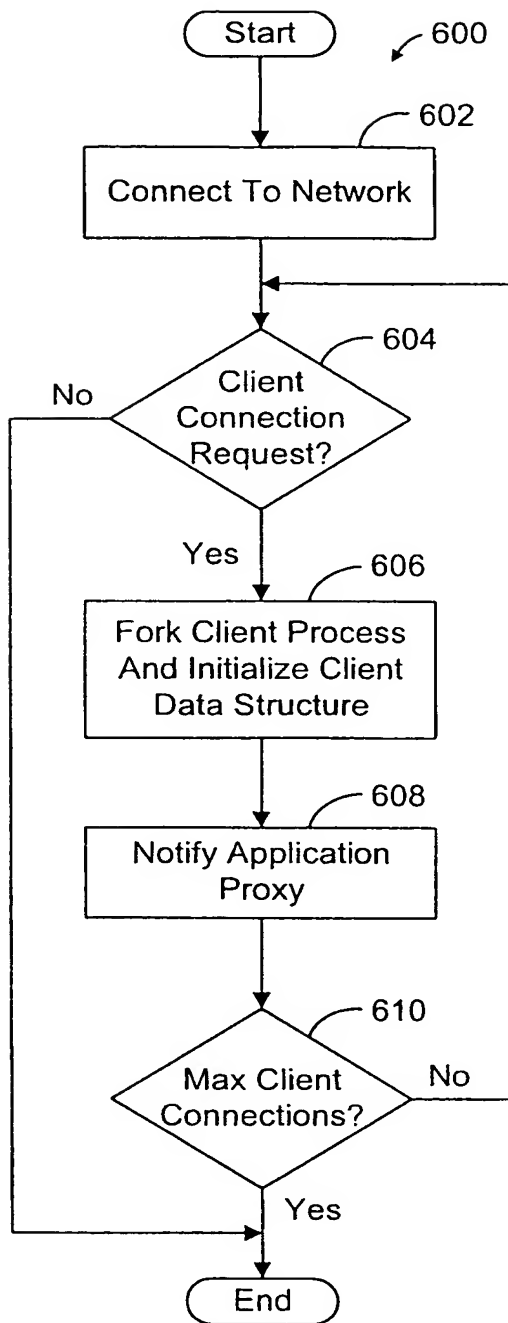 Start
600
602
Connect To Network
604
Client
Connection
Request?
No
Yes
606
Fork Client Process
And Initialize Client
Data Structure
608
Notify Application
Proxy
610
Max Client
Connections?
No
Yes
End